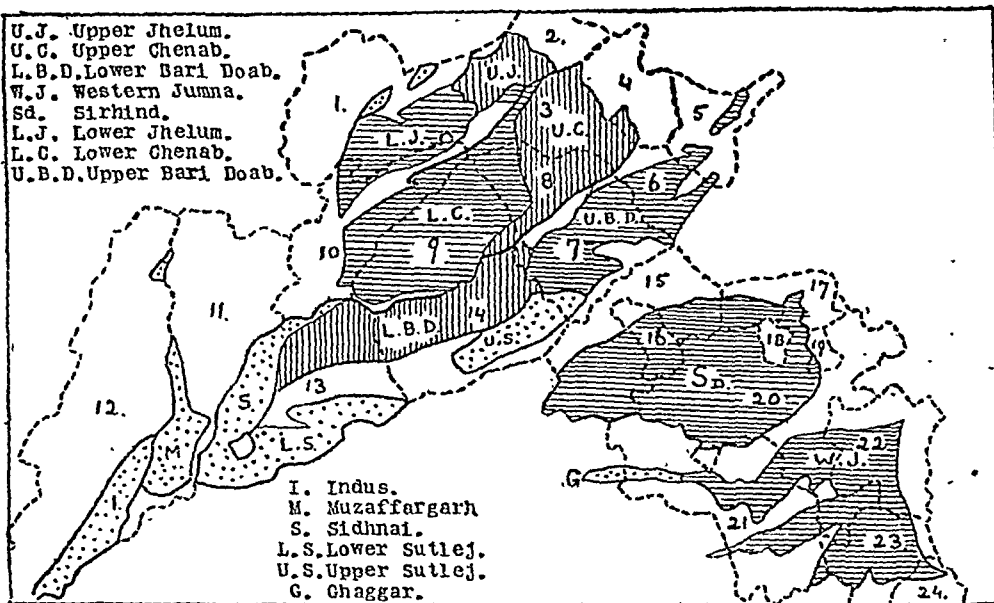 U.J. Upper Jhelum.
U.C. Upper Chenab.
L.B.D.Lower Bari Doab.
W.J. Western Jumna.
Sd. Sirhind.
L.J. Lower Jhelum.
L.C. Lower Chenab.
U.B.D.Upper Bari Doab.
2.
U.J.
4
1.
3
5
U.C.
L.J.
8
6
L.C.
U.B.D.
10
9
7
15
17
11.
14
L.B.D.
U.S.
16
18
19
13
SD.
12.
S.
20
L.S.
M
22
W.J.
I
G
21
23
24.
I. Indus.
M. Muzaffargarh
S. Sidhnai.
L.S.Lower Sutlej.
U.S.Upper Sutlej.
G. Ghaggar.